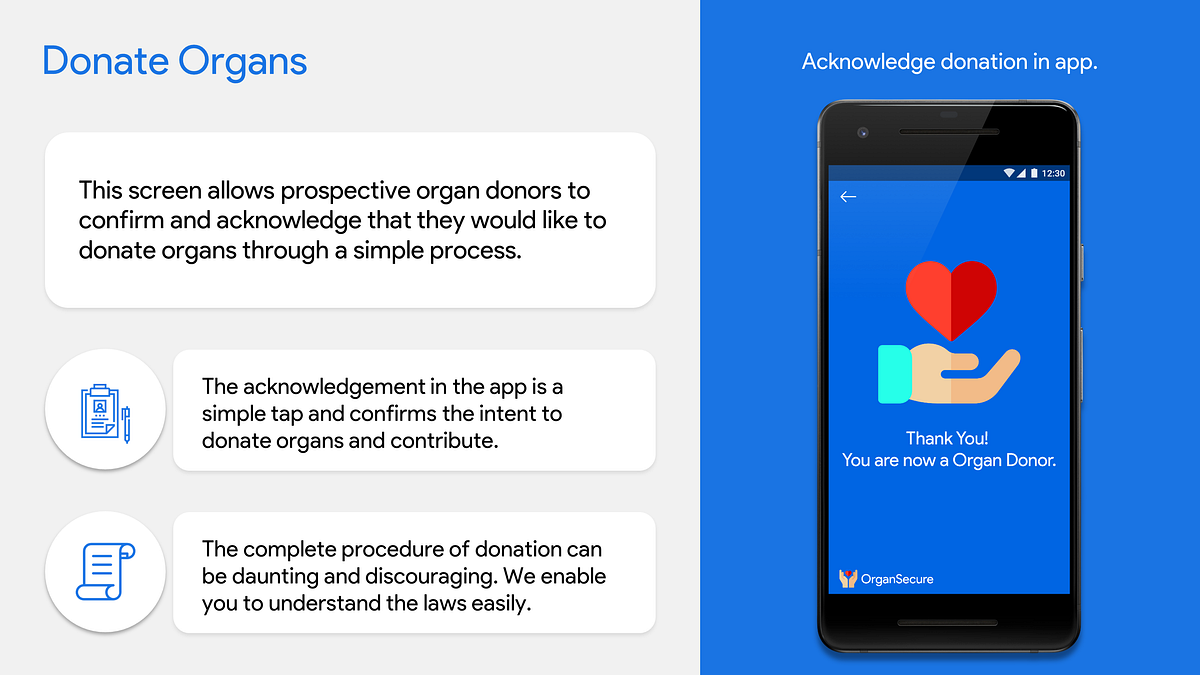 Donate Organs
This screen allows prospective organ donors to
confirm and acknowledge that they would like to
donate organs through a simple process.
The acknowledgement in the app is a
simple tap and confirms the intent to
donate organs and contribute.
The complete procedure of donation can
be daunting and discouraging. We enable
you to understand the laws easily.
Acknowledge donation in app.
12:30
Thank You!
You are now a Organ Donor.
OrganSecure